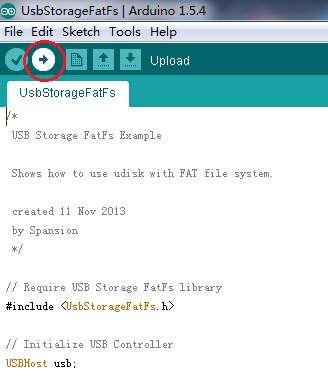 UsbStorageFatFs | Arduino 1.5.4
File Edit Sketch Tools Help
Upload
UsbStorageFatFs
/*
USB Storage FatFs Example
Shows how to use udisk with FAT file system.
created 11 Nov 2013
by Spansion
*/
// Require USB Storage FatFs library
#include <UsbStorageFatFs.h>
// Initialize USB Controller
USBHost usb;